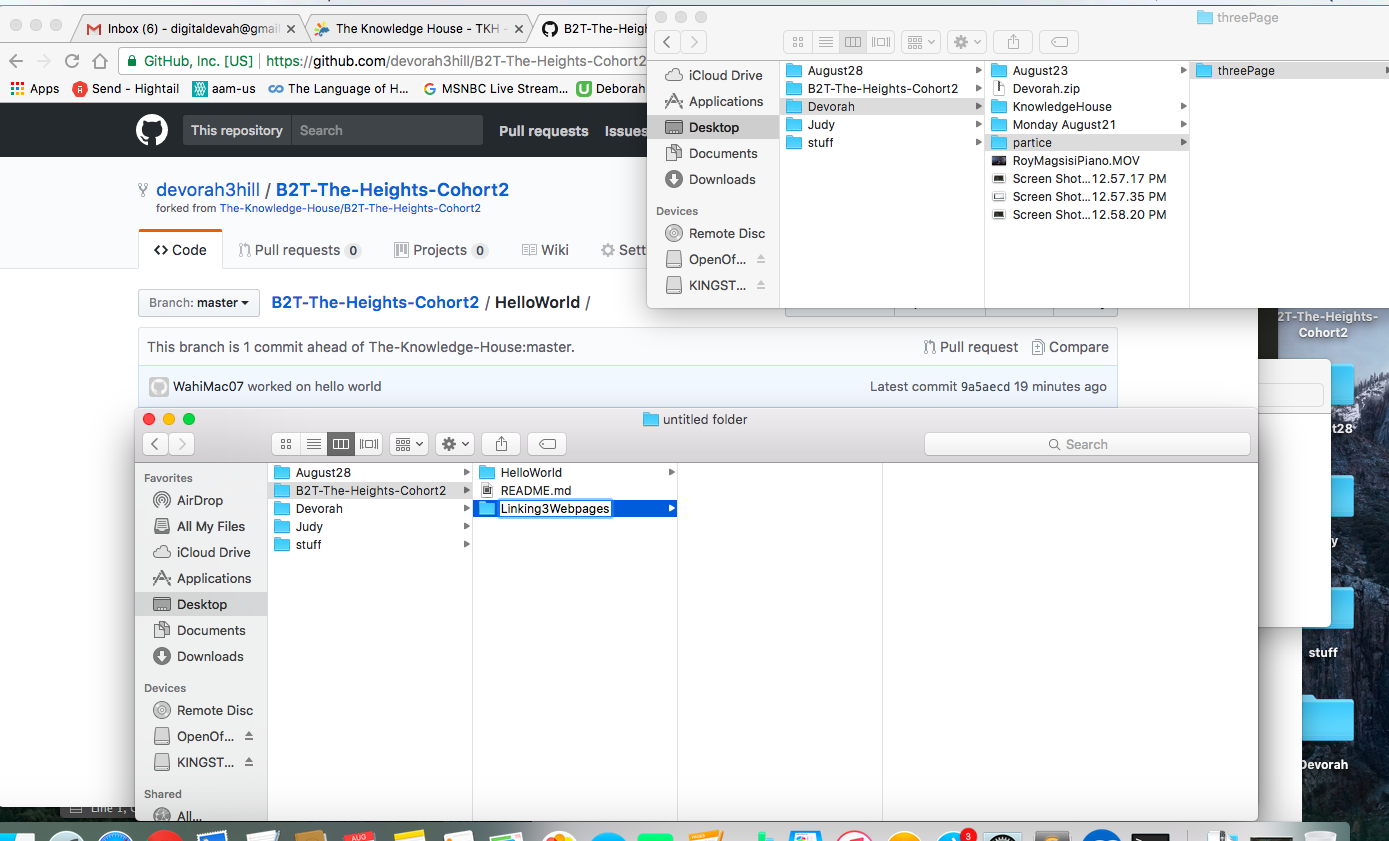 Inbox (6) - digitaldevah@gmail
The Knowledge House - TKH -
B2T-The-Heigh
GitHub, Inc. [US]
https://github.com/devorah3hill/B2T-The-Heights-Cohort2
Apps
Send - Hightail
aam-us
The Language of H...
MSNBC Live Stream...
Deborah
This repository
Search
Pull requests
Issues
devorah3hill / B2T-The-Heights-Cohort2
forked from The-Knowledge-House/B2T-The-Heights-Cohort2
<> Code
Pull requests 0
Projects 0
Wiki
Sett
Branch: master
B2T-The-Heights-Cohort2 / HelloWorld /
This branch is 1 commit ahead of The-Knowledge-House:master.
Pull request
Compare
WahiMac07 worked on hello world
Latest commit 9a5aecd 19 minutes ago
threePage
iCloud Drive
Applications
Desktop
Documents
Downloads
Devices
Remote Disc
OpenOf...
KINGST...
August28
B2T-The-Heights-Cohort2
Devorah
Judy
stuff
August23
Devorah.zip
KnowledgeHouse
Monday August21
partice
RoyMagsisiPiano.MOV
Screen Shot...12.57.17 PM
Screen Shot...12.57.35 PM
Screen Shot...12.58.20 PM
threePage
untitled folder
Search
Favorites
AirDrop
All My Files
iCloud Drive
Applications
Desktop
Documents
Downloads
Devices
Remote Disc
OpenOf...
KINGST...
Shared
All...
August28
B2T-The-Heights-Cohort2
Devorah
Judy
stuff
HelloWorld
README.md
Linking3Webpages
2T-The-Heights-
Cohort2
t28
y
stuff
Devorah
Line 1,
AUG
3